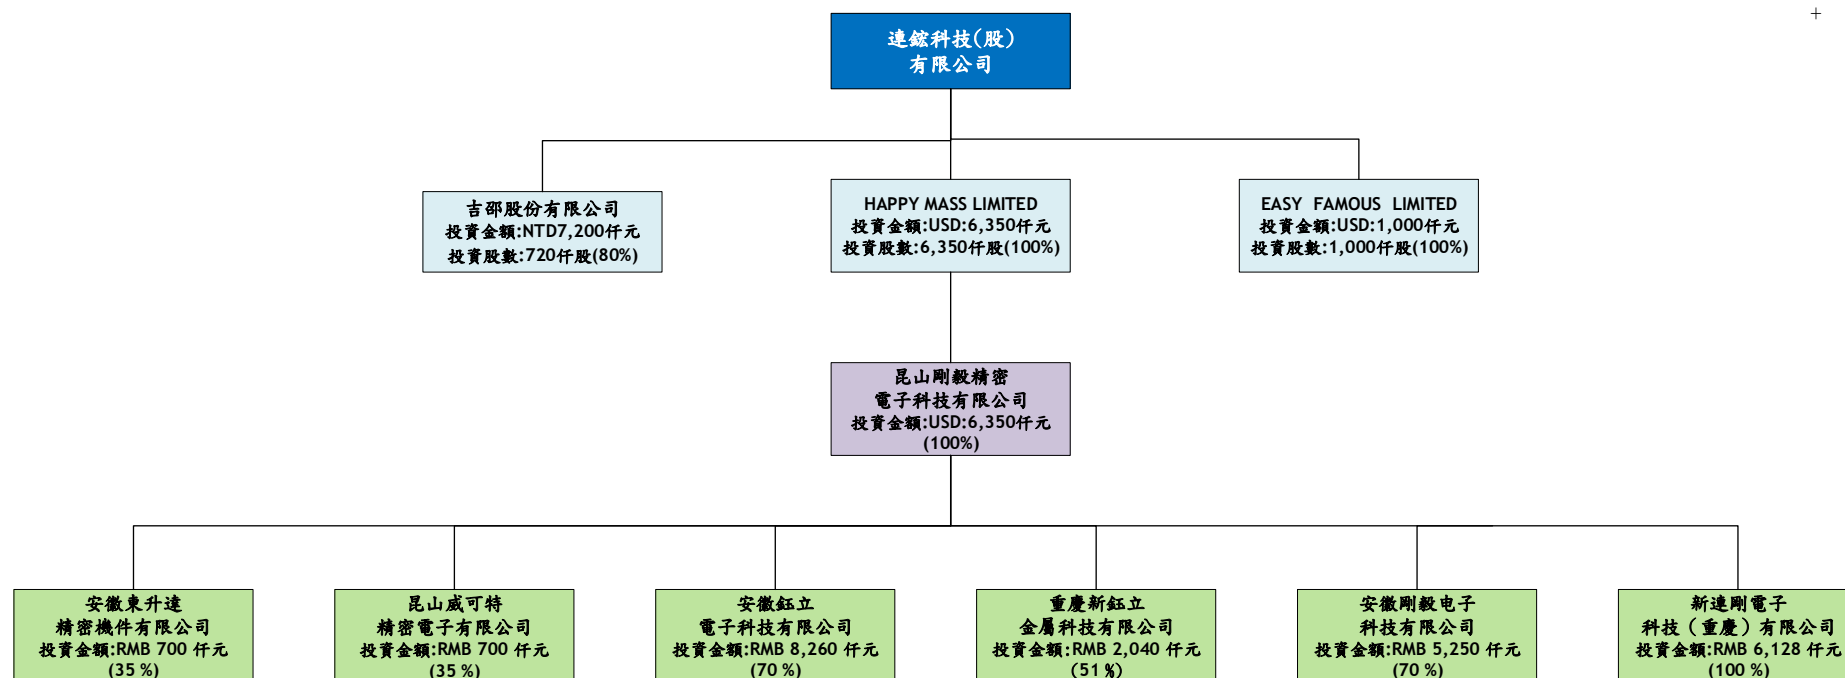 +
連鋐科技(股)
有限公司
吉邵股份有限公司
投資金額:NTD7,200仟元
投資股數:720仟股(80%)
HAPPY MASS LIMITED
投資金額:USD:6,350仟元
投資股數:6,350仟股(100%)
EASY FAMOUS LIMITED
投資金額:USD:1,000仟元
投資股數:1,000仟股(100%)
昆山剛毅精密
電子科技有限公司
投資金額:USD:6,350仟元
(100%)
安徽東升達
精密機件有限公司
投資金額:RMB 700 仟元
(35 %)
昆山威可特
精密電子有限公司
投資金額:RMB 700 仟元
(35 %)
安徽鈺立
電子科技有限公司
投資金額:RMB 8,260 仟元
(70 %)
重慶新鈺立
金屬科技有限公司
投資金額:RMB 2,040 仟元
(51 %)
安徽剛毅电子
科技有限公司
投資金額:RMB 5,250 仟元
(70 %)
新連剛電子
科技（重慶）有限公司
投資金額:RMB 6,128 仟元
(100 %)